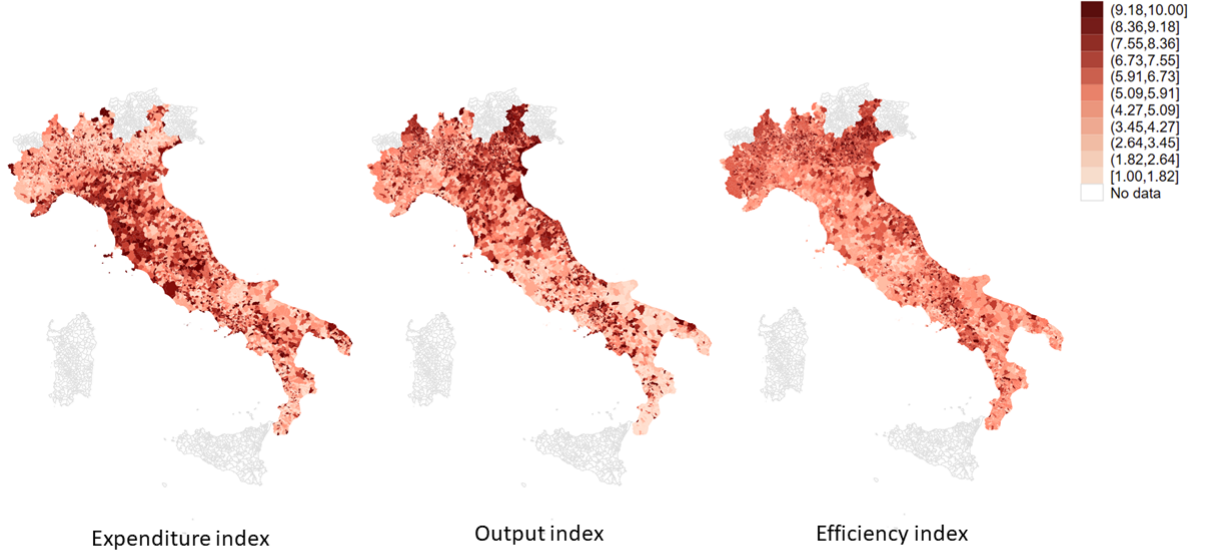 (9.18,10.00]
(8.36,9.18]
(7.55,8.36]
(6.73,7.55]
(5.91,6.73]
(5.09,5.91]
(4.27,5.09]
(3.45,4.27]
(2.64,3.45]
(1.82,2.64]
[1.00,1.82]
No data
Expenditure index
Output index
Efficiency index